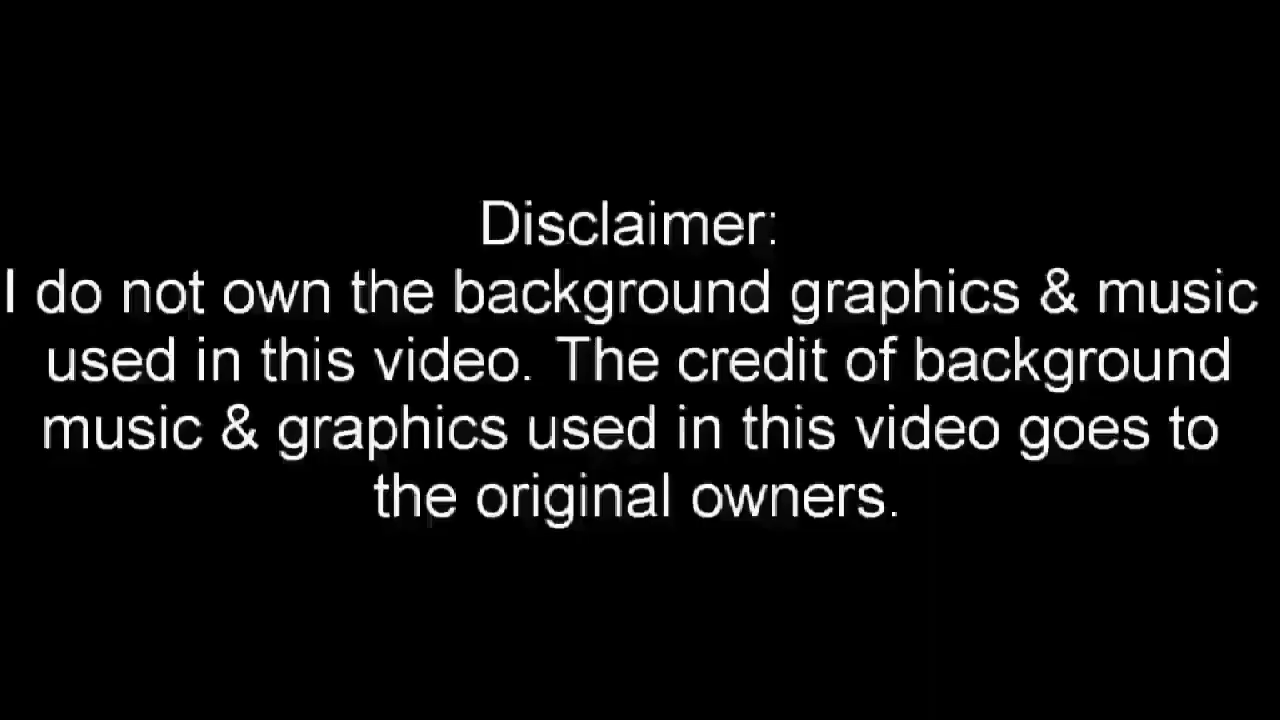 Disclaimer:
I do not own the background graphics & music
used in this video. The credit of background
music & graphics used in this video goes to
the original owners.